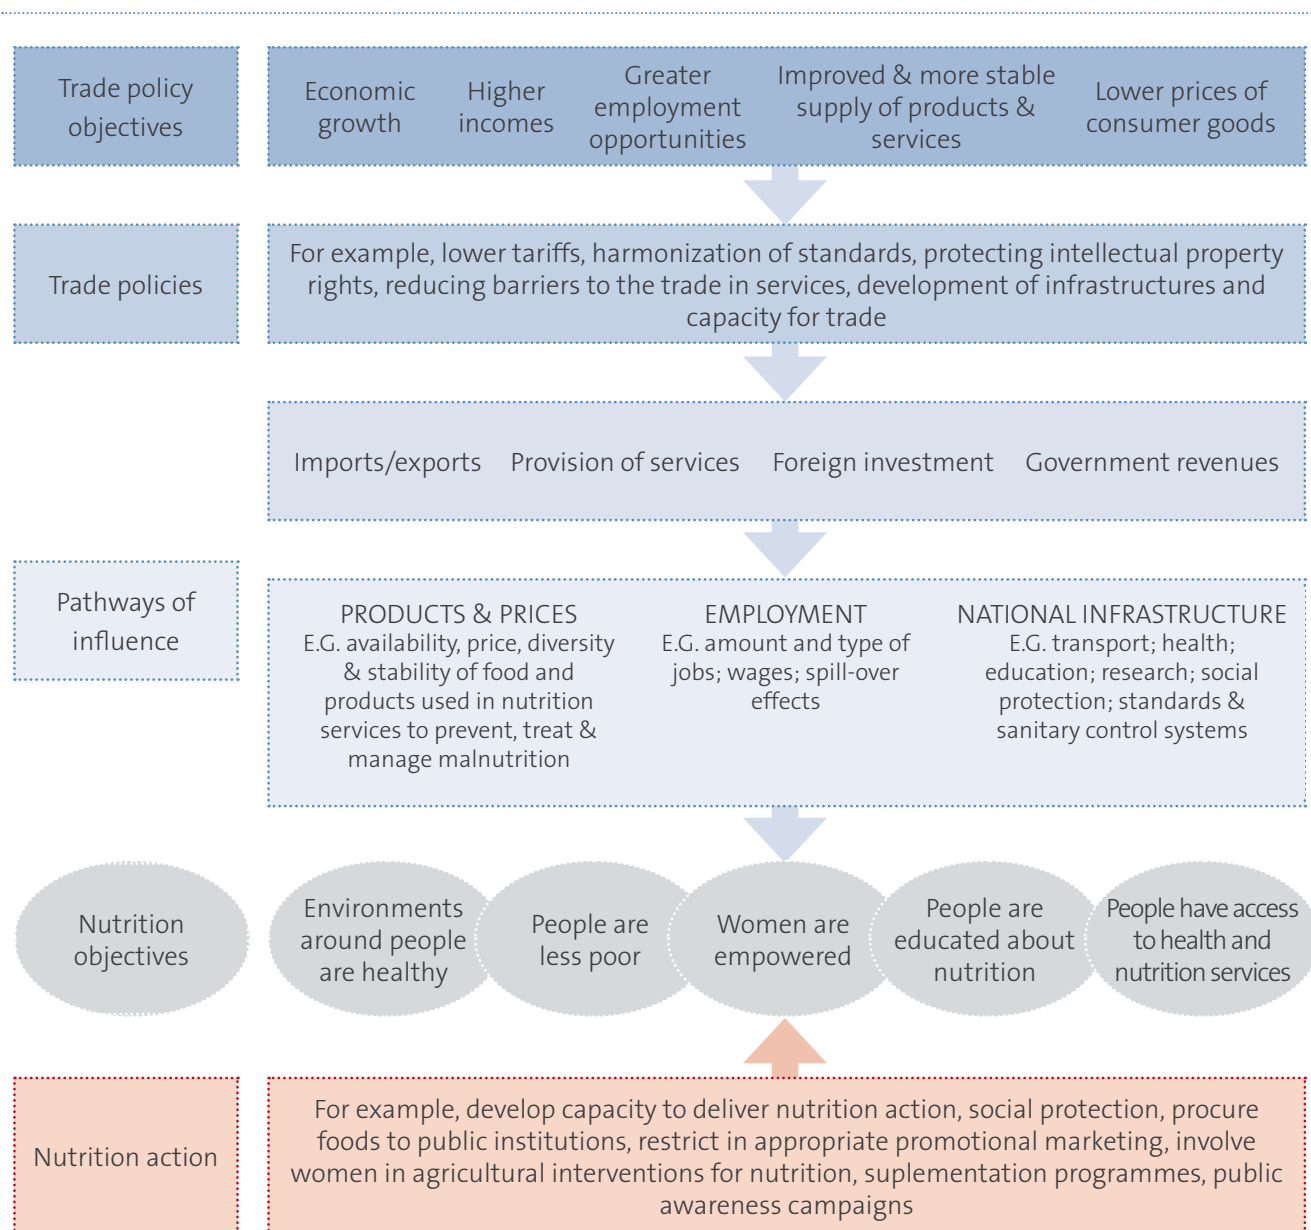 Trade policy
objectives
Economic
growth
Higher
incomes
Greater
employment
opportunities
Improved & more stable
supply of products &
services
Lower prices of
consumer goods
Trade policies
For example, lower tariffs, harmonization of standards, protecting intellectual property
rights, reducing barriers to the trade in services, development of infrastructures and
capacity for trade
Imports/exports
Provision of services
Foreign investment
Government revenues
Pathways of
influence
PRODUCTS & PRICES
E.G. availability, price, diversity
& stability of food and
products used in nutrition
services to prevent, treat &
manage malnutrition
EMPLOYMENT
E.G. amount and type of
jobs; wages; spill-over
effects
NATIONAL INFRASTRUCTURE
E.G. transport; health;
education; research; social
protection; standards &
sanitary control systems
Nutrition
objectives
Environments
around people
are healthy
People are
less poor
Women are
empowered
People are
educated about
nutrition
People have access
to health and
nutrition services
Nutrition action
For example, develop capacity to deliver nutrition action, social protection, procure
foods to public institutions, restrict in appropriate promotional marketing, involve
women in agricultural interventions for nutrition, suplementation programmes, public
awareness campaigns